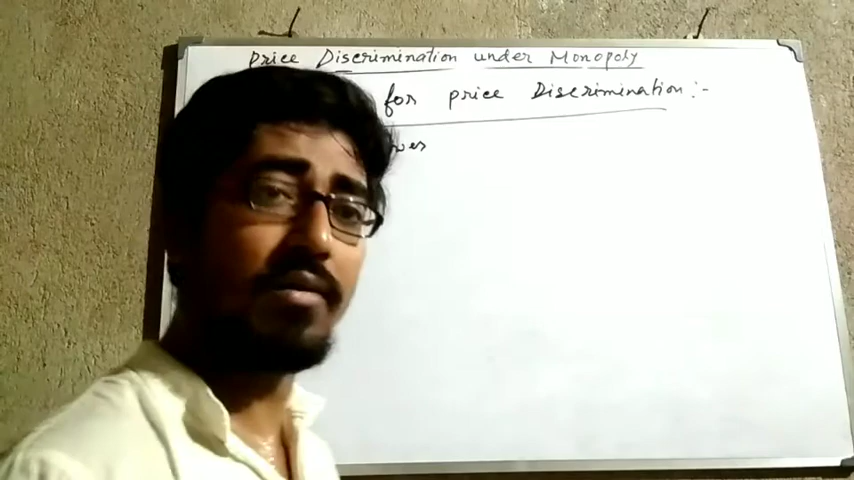 Price Discrimination under Monopoly
for price Discrimination :-